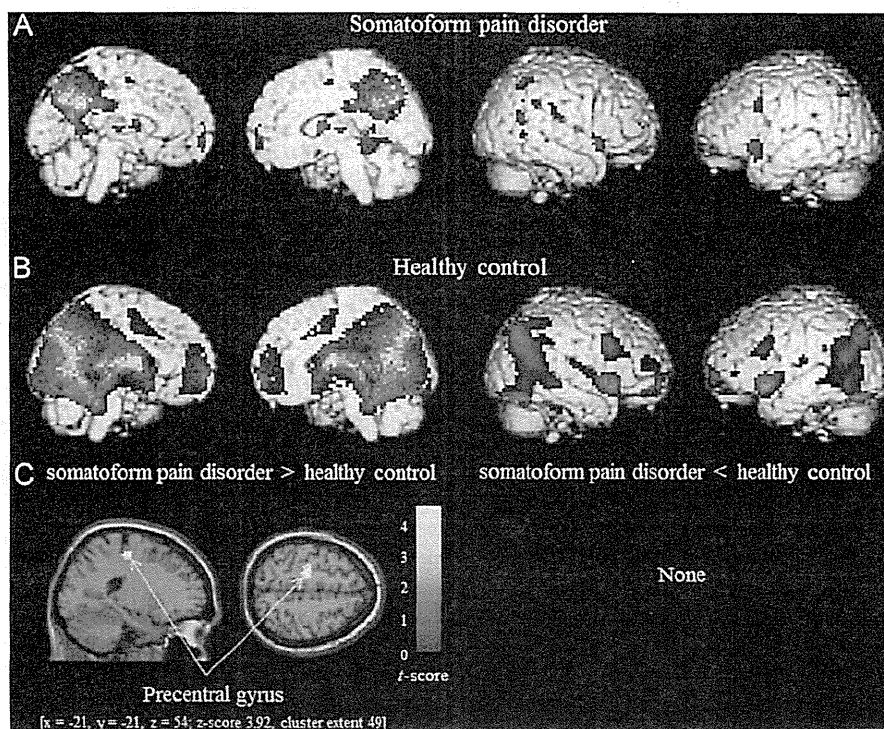 A
Somatoform pain disorder
B
Healthy control
C
somatoform pain disorder > healthy control
somatoform pain disorder < healthy control
4
3
2
1
0
t-score
None
Precentral gyrus
[x = -21, y = -21, z = 54; z-score 3.92, cluster extent 49]